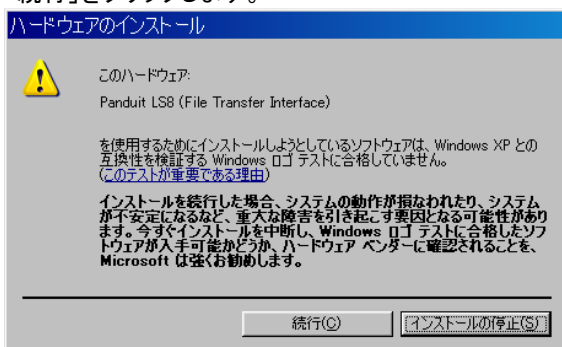 続行」をクリックします。
ハードウェアのインストール
このハードウェア:
Panduit LS8 (File Transfer Interface)
を使用するためにインストールしようとしているソフトウェアは、Windows XP との
互換性を検証する Windows ロゴ テストに合格していません。
(このテストが重要である理由)
インストールを続行した場合、システムの動作が損なわれたり、システム
が不安定になるなど、重大な障害を引き起こす要因となる可能性があり
ます。今すぐインストールを中断し、Windows ロゴ テストに合格したソフ
トウェアが入手可能かどうか、ハードウェア ベンダーに確認されることを、
Microsoft は強くお勧めします。
続行(C)
インストールの停止(S)